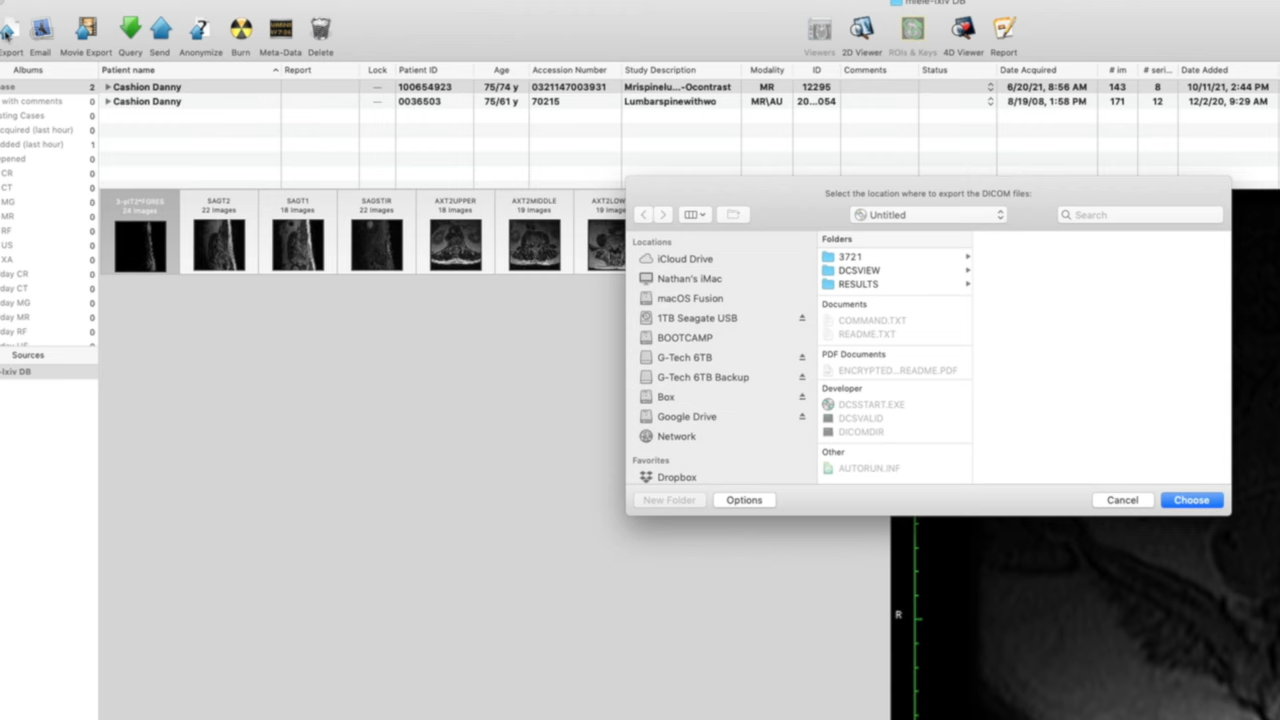 miele-lxiv DB
Export Email Movie Export Query Send Anonymize Burn Meta-Data Delete Viewers 2D Viewer ROIs & Keys 4D Viewer Report
Albums Patient name Report Lock Patient ID Age Accession Number Study Description Modality ID Comments Status Date Acquired # im # seri... Date Added
ase 2 Cashion Danny — 100654923 75/74 y 0321147003931 Mrispinelu...-Ocontrast MR 12295 6/20/21, 8:56 AM 143 8 10/11/21, 2:44 PM
with comments 0 Cashion Danny — 0036503 75/61 y 70215 Lumbarspinewithwo MR\AU 20...054 8/19/08, 1:58 PM 171 12 12/2/20, 9:29 AM
sting Cases 0
cquired (last hour) 0
dded (last hour) 1
pened 0
CR 0
CT 0
MG 0
MR 0
RF 0
US 0
XA 0
day CR 0
day CT 0
day MG 0
day MR 0
day RF 0
day US 0
Sources
-lxiv DB
24 Images
SAGT2
22 Images
SAGT1
18 Images
SAGSTIR
22 Images
AXT2UPPER
18 Images
AXT2MIDDLE
19 Images
AXT2LOW
19 Imag
Select the location where to export the DICOM files:
Untitled
Search
Locations
iCloud Drive
Nathan's iMac
macOS Fusion
1TB Seagate USB
BOOTCAMP
G-Tech 6TB
G-Tech 6TB Backup
Box
Google Drive
Network
Favorites
Dropbox
Folders
3721
DCSVIEW
RESULTS
Documents
COMMAND.TXT
README.TXT
PDF Documents
ENCRYPTED...README.PDF
Developer
DCSSTART.EXE
DCSVALID
DICOMDIR
Other
AUTORUN.INF
New Folder Options Cancel Choose
R